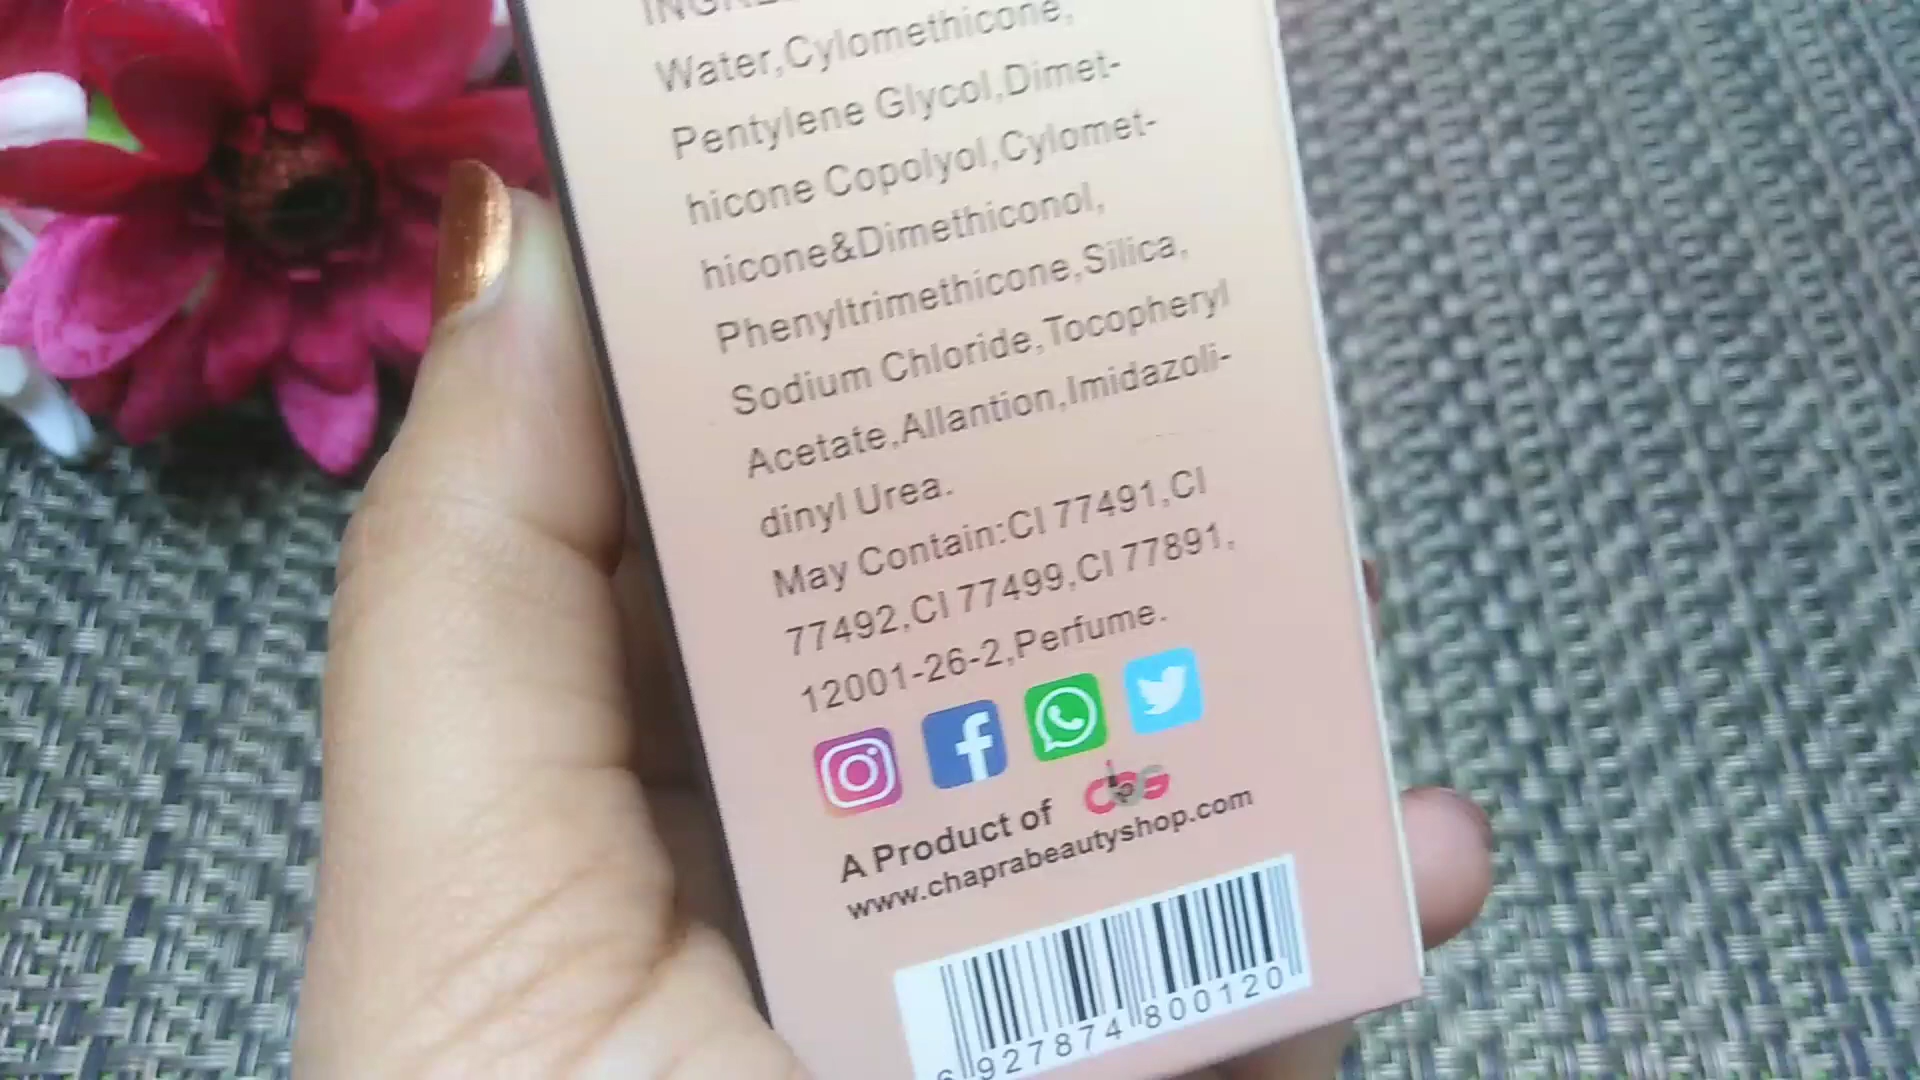 Water,Cylomethicone,
Pentylene Glycol,Dimet-
hicone Copolyol,Cylomet-
hicone&Dimethiconol,
Phenyltrimethicone,Silica,
Sodium Chloride,Tocopheryl
Acetate,Allantion,Imidazoli-
dinyl Urea.
May Contain:CI 77491,CI
77492,CI 77499,CI 77891,
12001-26-2,Perfume.
A Product of
www.chaprabeautyshop.com
6 927874 800120